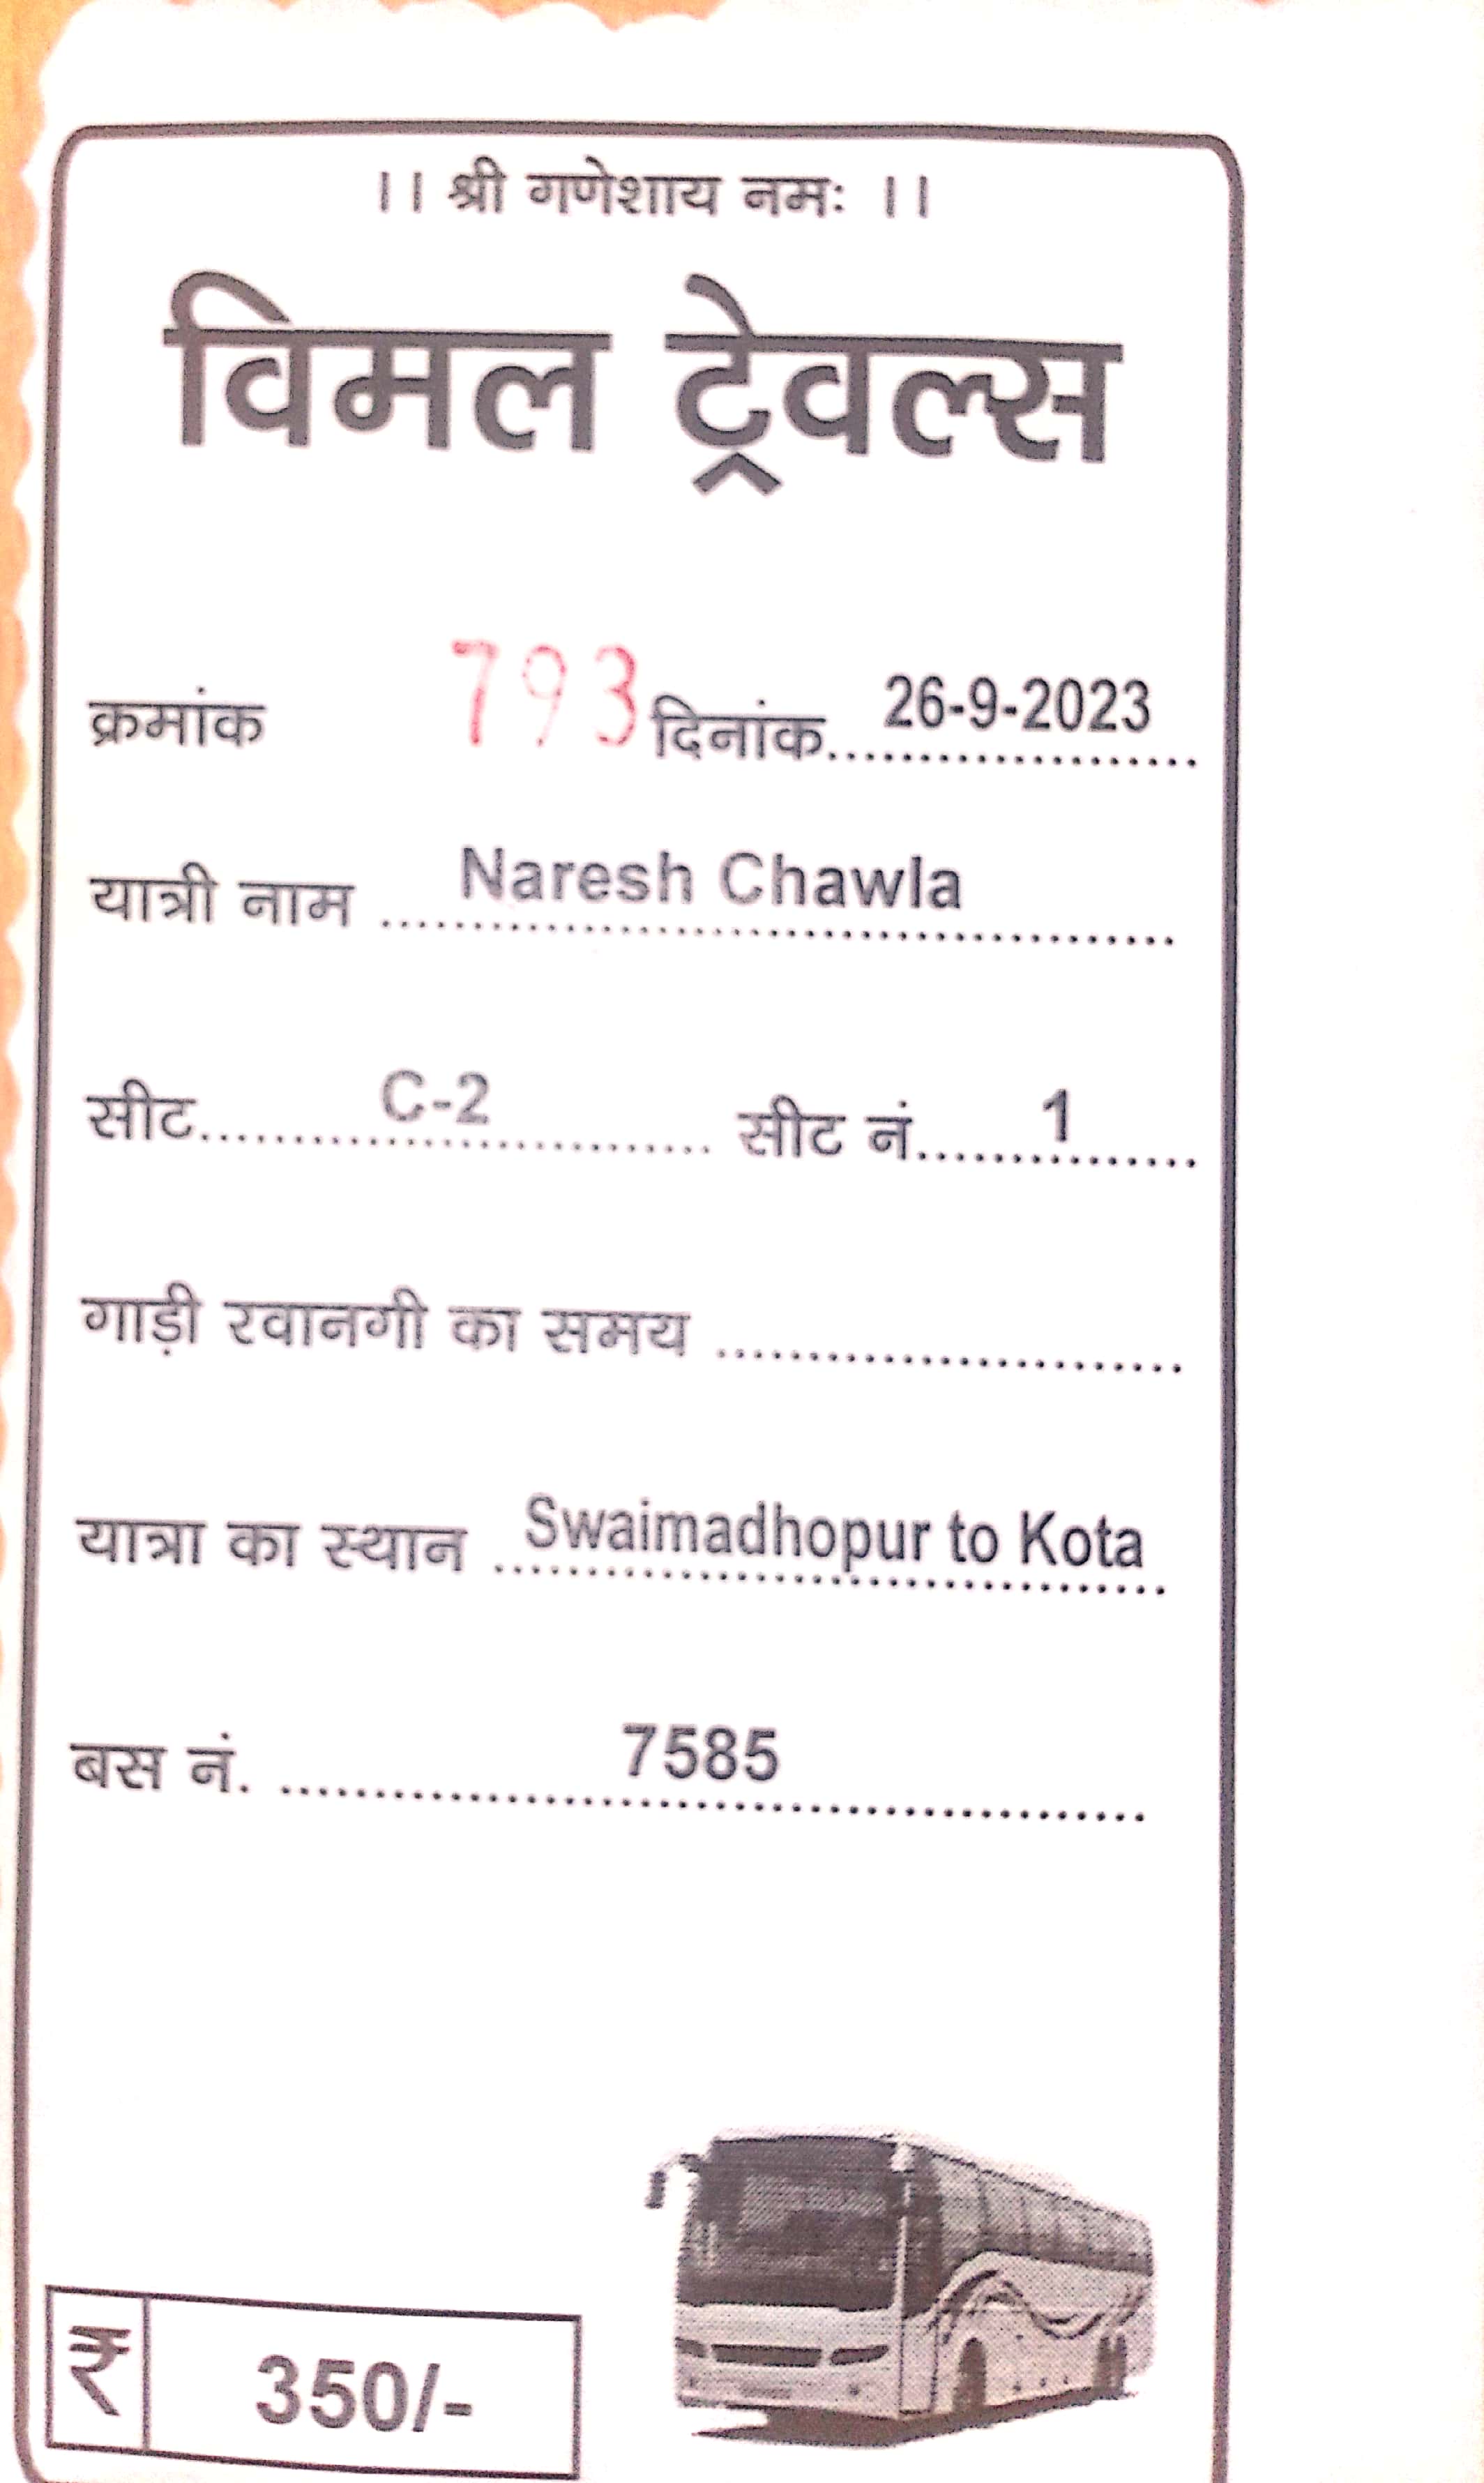 ।। श्री गणेशाय नमः ।।
विमल ट्रेवल्स
क्रमांक 793 दिनांक.................... 26-9-2023
यात्री नाम .................... Naresh Chawla
सीट.................... C-2 सीट नं.................... 1
गाड़ी रवानगी का समय ....................
यात्रा का स्थान .................... Swaimadhopur to Kota
बस नं. .................... 7585
₹ 350/-